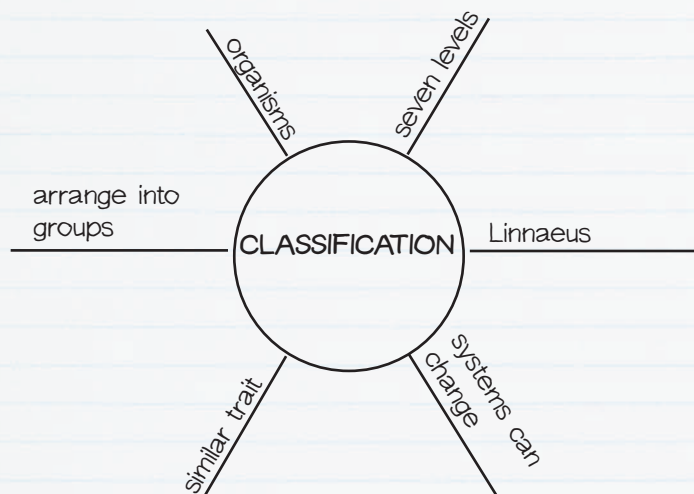 organisms
seven levels
arrange into
groups
CLASSIFICATION
Linnaeus
similar trait
systems can
change